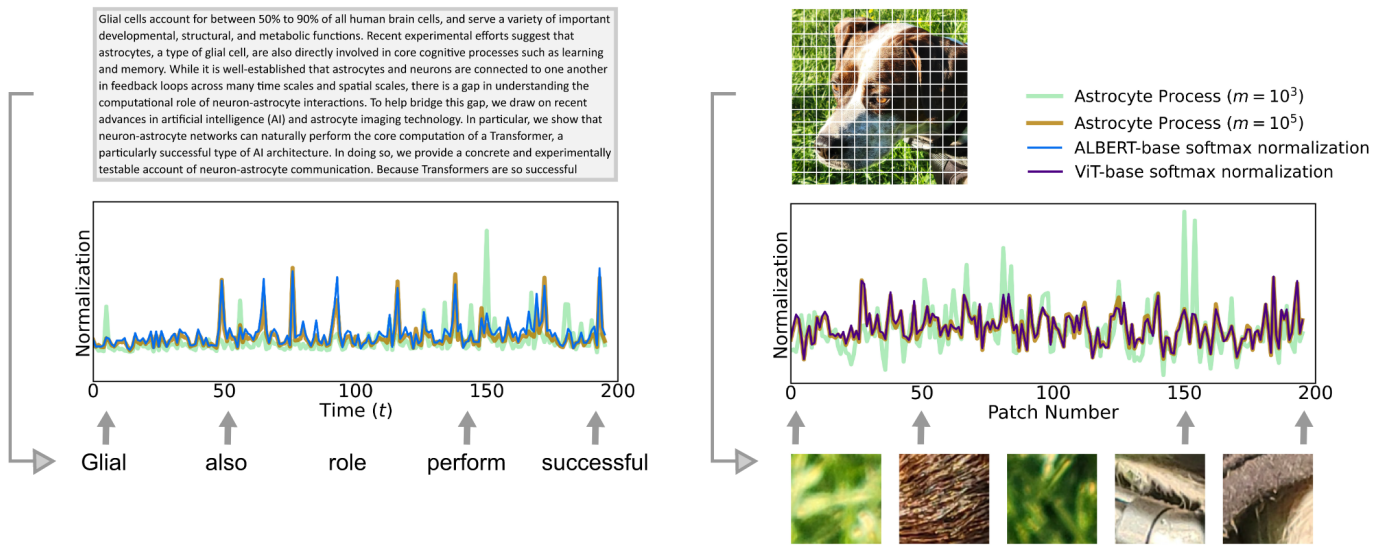 Glial cells account for between 50% to 90% of all human brain cells, and serve a variety of important
developmental, structural, and metabolic functions. Recent experimental efforts suggest that
astrocytes, a type of glial cell, are also directly involved in core cognitive processes such as learning
and memory. While it is well-established that astrocytes and neurons are connected to one another
in feedback loops across many time scales and spatial scales, there is a gap in understanding the
computational role of neuron-astrocyte interactions. To help bridge this gap, we draw on recent
advances in artificial intelligence (AI) and astrocyte imaging technology. In particular, we show that
neuron-astrocyte networks can naturally perform the core computation of a Transformer, a
particularly successful type of AI architecture. In doing so, we provide a concrete and experimentally
testable account of neuron-astrocyte communication. Because Transformers are so successful
Normalization
0 50 100 150 200
Time (t)
Glial also role perform successful
Astrocyte Process (m = 10³)
Astrocyte Process (m = 10⁵)
ALBERT-base softmax normalization
ViT-base softmax normalization
Normalization
0 50 100 150 200
Patch Number